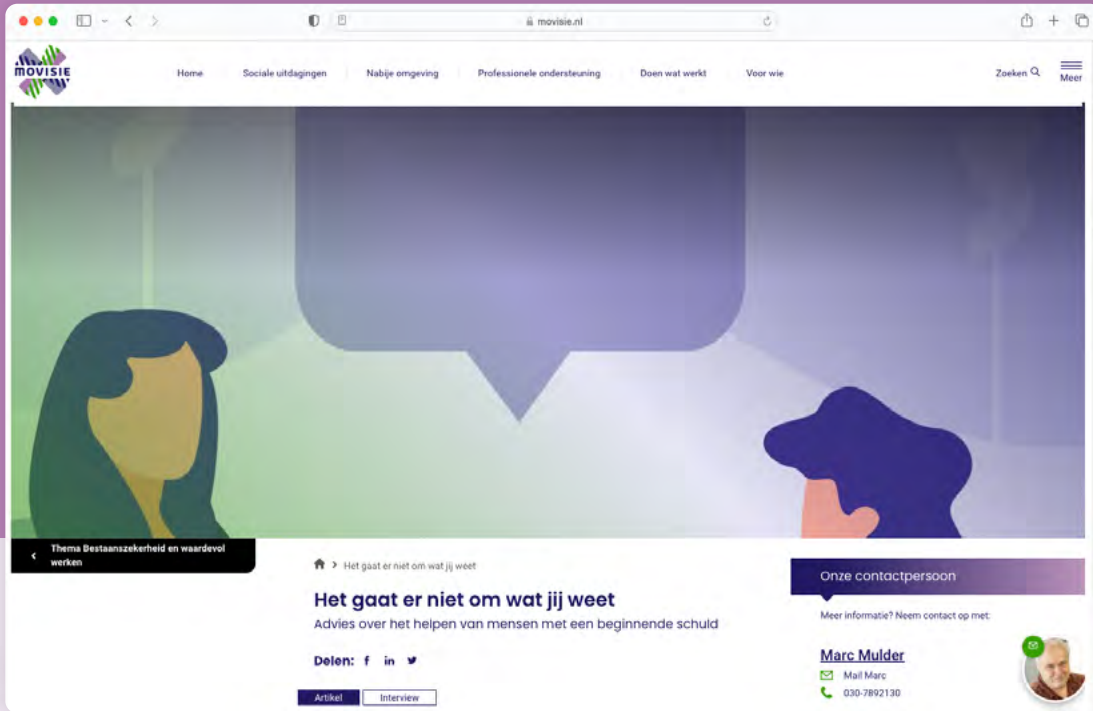 movisie.nl
MOVISIE
Home Sociale uitdagingen Nabije omgeving Professionele ondersteuning Doen wat werkt Voor wie Zoeken Meer
Thema Bestaanszekerheid en waardevol
werken
Het gaat er niet om wat jij weet
Het gaat er niet om wat jij weet
Advies over het helpen van mensen met een beginnende schuld
Delen:
Artikel Interview
Onze contactpersoon
Meer informatie? Neem contact op met:
Marc Mulder
Mail Marc
030-7892130